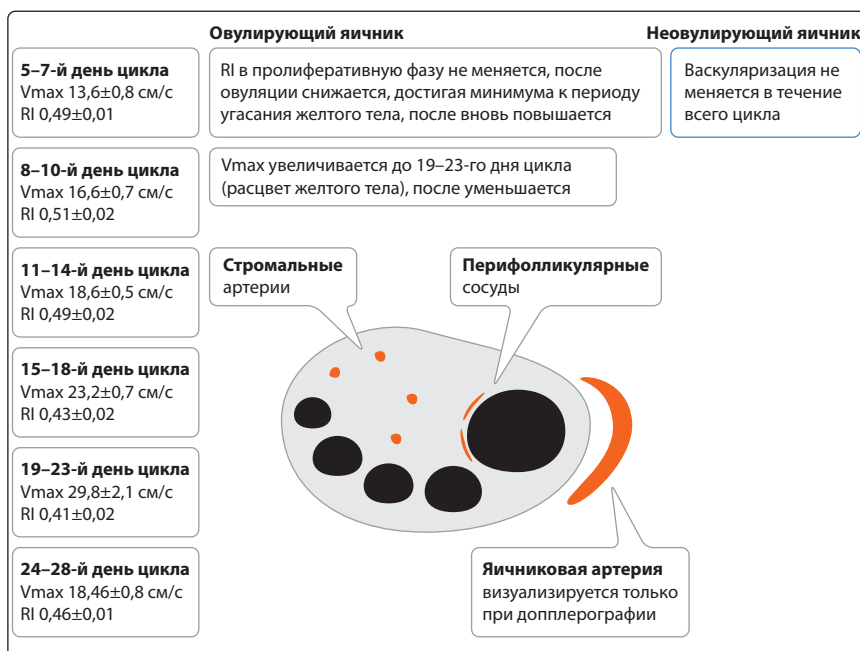 Овулирующий яичник
Неовулирующий яичник
5–7-й день цикла
Vmax 13,6±0,8 см/с
RI 0,49±0,01
RI в пролиферативную фазу не меняется, после
овуляции снижается, достигая минимума к периоду
угасания желтого тела, после вновь повышается
Васкуляризация не
меняется в течение
всего цикла
8–10-й день цикла
Vmax 16,6±0,7 см/с
RI 0,51±0,02
Vmax увеличивается до 19–23-го дня цикла
(расцвет желтого тела), после уменьшается
11–14-й день цикла
Vmax 18,6±0,5 см/с
RI 0,49±0,02
Стромальные
артерии
Перифолликулярные
сосуды
15–18-й день цикла
Vmax 23,2±0,7 см/с
RI 0,43±0,02
19–23-й день цикла
Vmax 29,8±2,1 см/с
RI 0,41±0,02
24–28-й день цикла
Vmax 18,46±0,8 см/с
RI 0,46±0,01
Яичниковая артерия
визуализируется только
при допплерографии